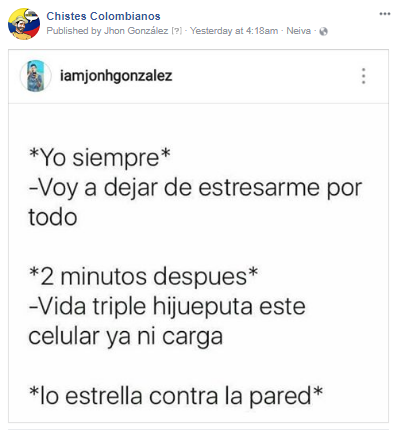 Chistes Colombianos
Published by Jhon González [?] · Yesterday at 4:18am · Neiva ·
iamjonhgonzalez
*Yo siempre*
-Voy a dejar de estresarme por
todo
*2 minutos despues*
-Vida triple hijueputa este
celular ya ni carga
*lo estrella contra la pared*